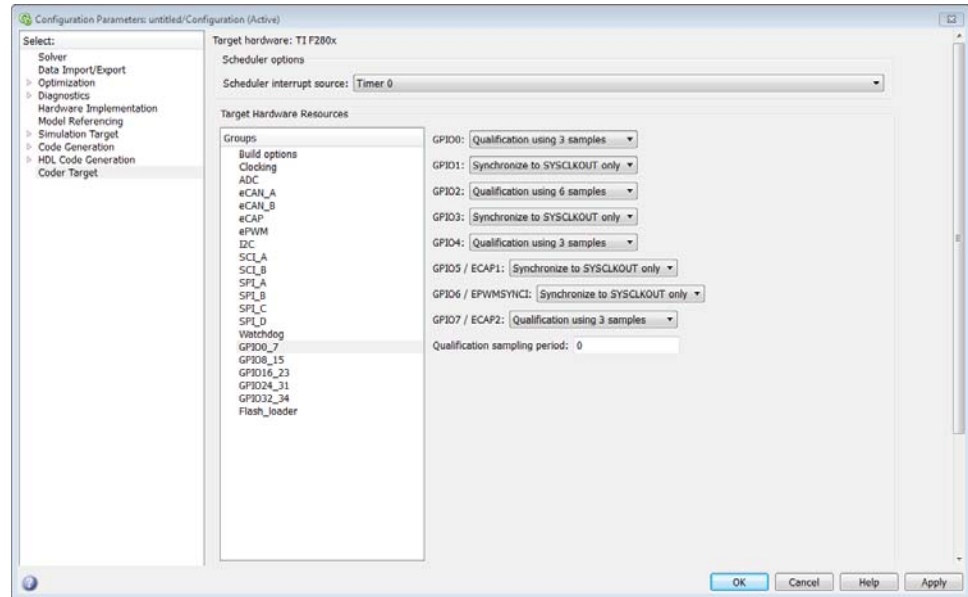 Configuration Parameters: untitled/Configuration (Active)
Select:
Solver
Data Import/Export
Optimization
Diagnostics
Hardware Implementation
Model Referencing
Simulation Target
Code Generation
HDL Code Generation
Coder Target
Target hardware: TI F280x
Scheduler options
Scheduler interrupt source: Timer 0
Target Hardware Resources
Groups
Build options
Clocking
ADC
eCAN_A
eCAN_B
eCAP
ePWM
I2C
SCI_A
SCI_B
SPI_A
SPI_B
SPI_C
SPI_D
Watchdog
GPIO0_7
GPIO8_15
GPIO16_23
GPIO24_31
GPIO32_34
Flash_loader
GPIO0: Qualification using 3 samples
GPIO1: Synchronize to SYSCLKOUT only
GPIO2: Qualification using 6 samples
GPIO3: Synchronize to SYSCLKOUT only
GPIO4: Qualification using 3 samples
GPIO5 / ECAP1: Synchronize to SYSCLKOUT only
GPIO6 / EPWMSYNCI: Synchronize to SYSCLKOUT only
GPIO7 / ECAP2: Qualification using 3 samples
Qualification sampling period: 0
OK Cancel Help Apply